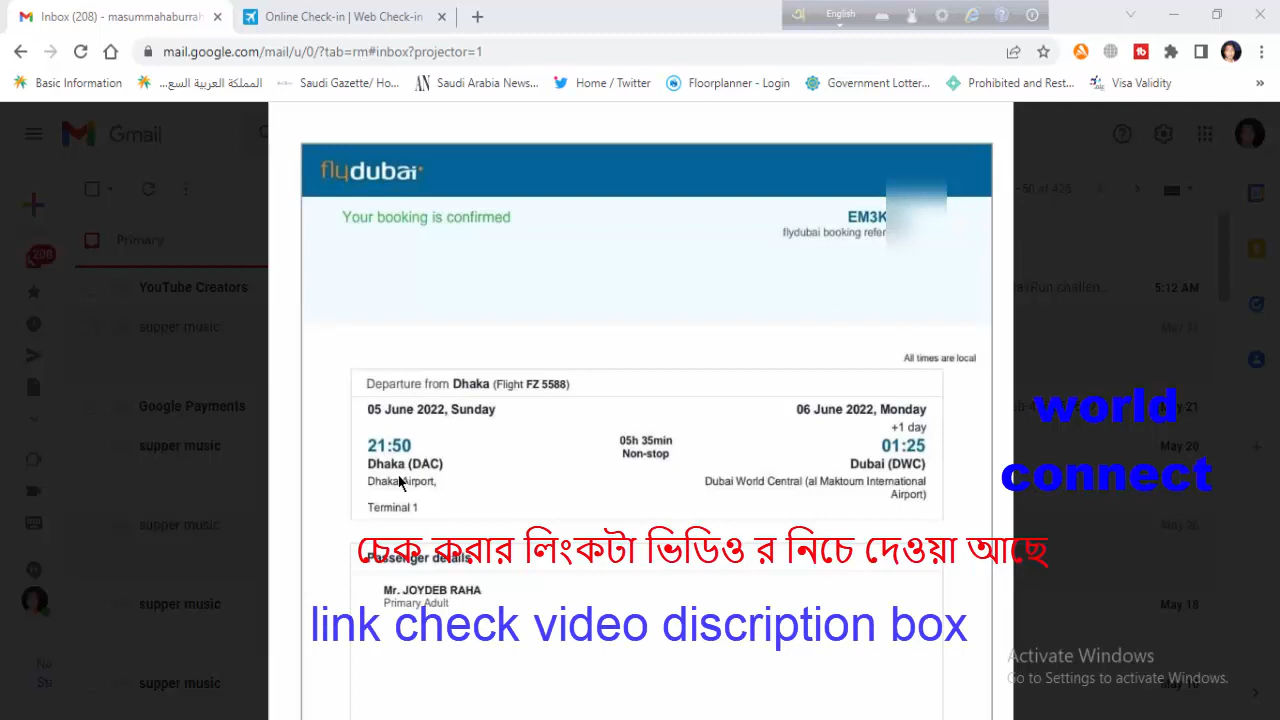 Inbox (208) - masummahaburrah
Online Check-in | Web Check-in
English
mail.google.com/mail/u/0/?tab=rm#inbox?projector=1
Basic Information
المملكة العربية السع...
Saudi Gazette/ Ho...
Saudi Arabia News...
Home / Twitter
Floorplanner - Login
Government Lotter...
Prohibited and Rest...
Visa Validity
Gmail
flydubai
Your booking is confirmed
EM3K
flydubai booking refer
208
Primary
YouTube Creators
5:12 AM
supper music
All times are local
Departure from Dhaka (Flight FZ 5588)
05 June 2022, Sunday
06 June 2022, Monday
+1 day
Google Payments
May 21
world
21:50
05h 35min
01:25
supper music
May 20
Dhaka (DAC)
Non-stop
Dubai (DWC)
connect
Dhaka Airport,
Dubai World Central (al Maktoum International
Airport)
Terminal 1
supper music
চেক করার লিংকটা ভিডিও র নিচে দেওয়া আছে
Passenger details
Mr. JOYDEB RAHA
Primary Adult
supper music
May 18
link check video discription box
Activate Windows
Go to Settings to activate Windows.
supper music